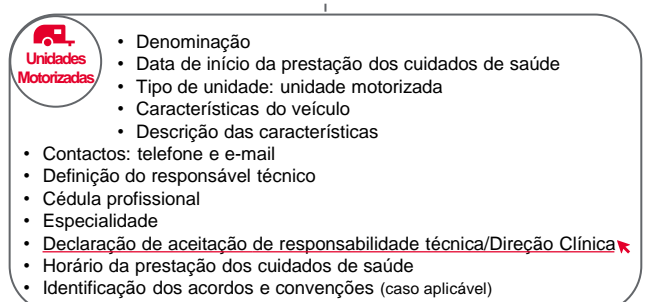 Unidades
Motorizadas
• Denominação
• Data de início da prestação dos cuidados de saúde
• Tipo de unidade: unidade motorizada
• Características do veículo
• Descrição das características
• Contactos: telefone e e-mail
• Definição do responsável técnico
• Cédula profissional
• Especialidade
• Declaração de aceitação de responsabilidade técnica/Direção Clínica
• Horário da prestação dos cuidados de saúde
• Identificação dos acordos e convenções (caso aplicável)